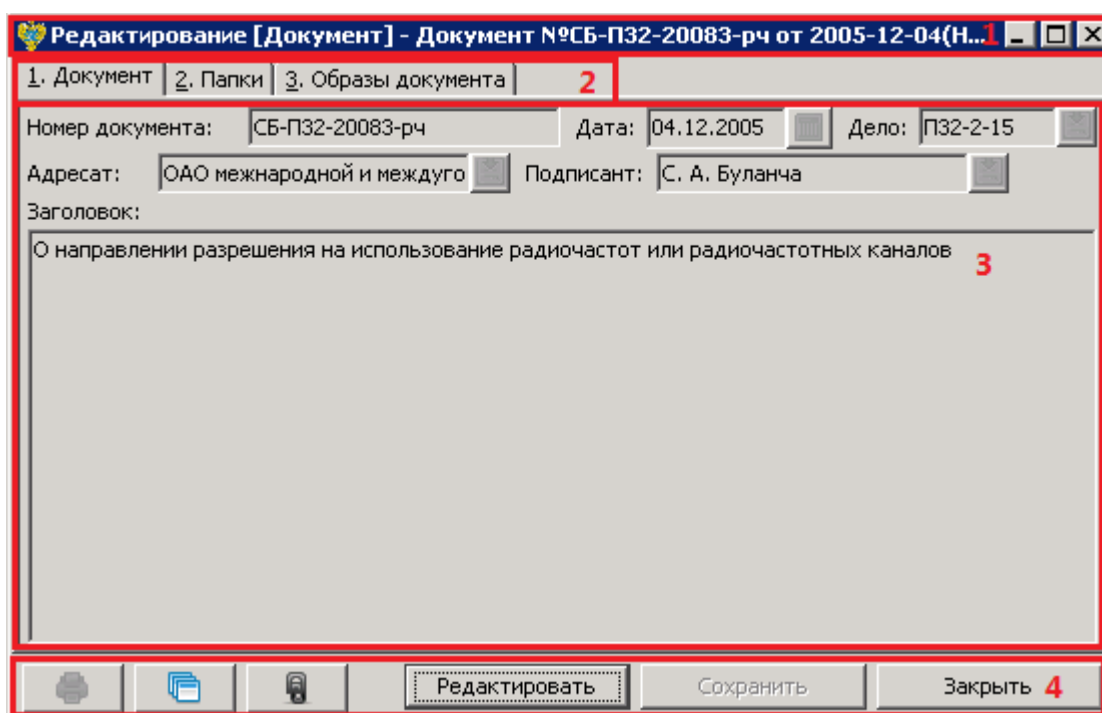 Редактирование [Документ] - Документ №СБ-П32-20083-рч от 2005-12-04(Н... 1
1. Документ 2. Папки 3. Образы документа 2
Номер документа: СБ-П32-20083-рч Дата: 04.12.2005 Дело: П32-2-15
Адресат: ОАО межнародной и междуго Подписант: С. А. Буланча
Заголовок:
О направлении разрешения на использование радиочастот или радиочастотных каналов 3
Редактировать Сохранить Закрыть 4